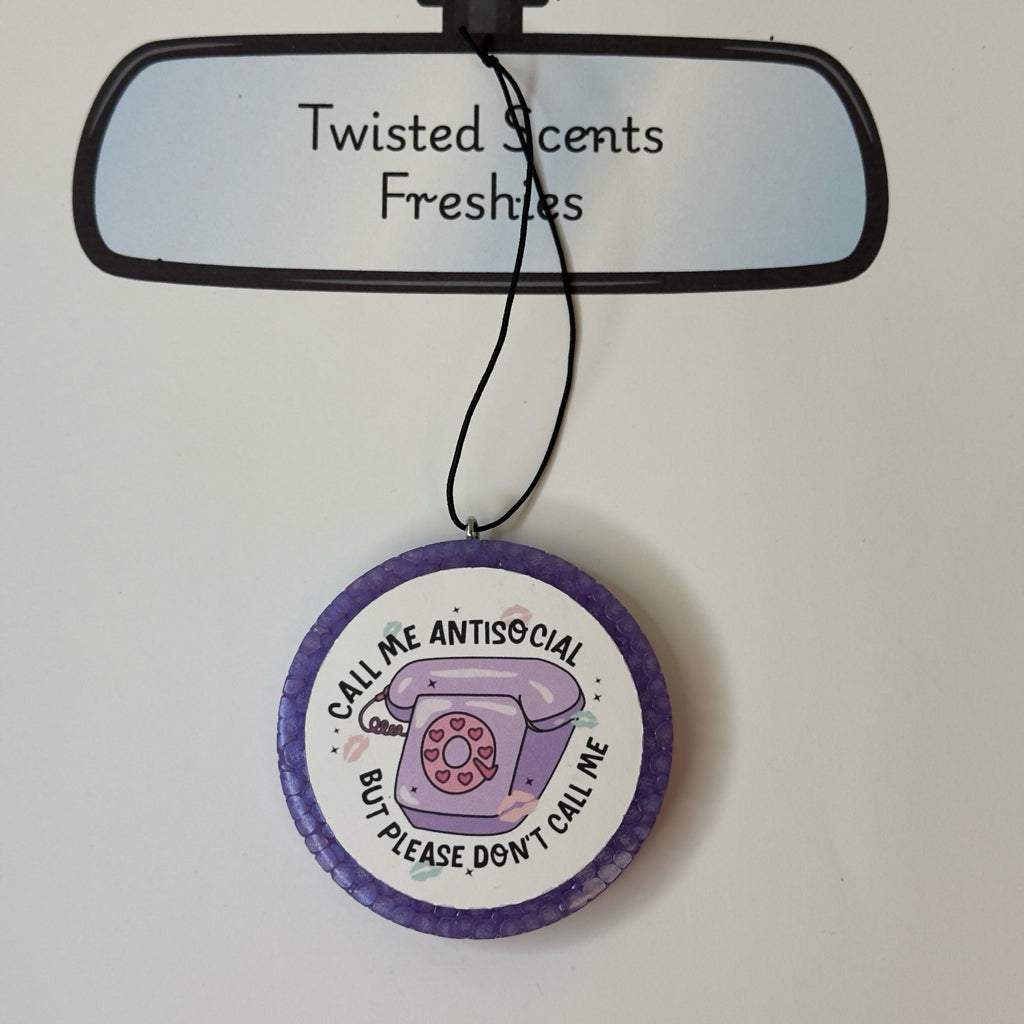 Twisted Scents
Freshies
CALL ME ANTISOCIAL
BUT PLEASE DON'T CALL ME